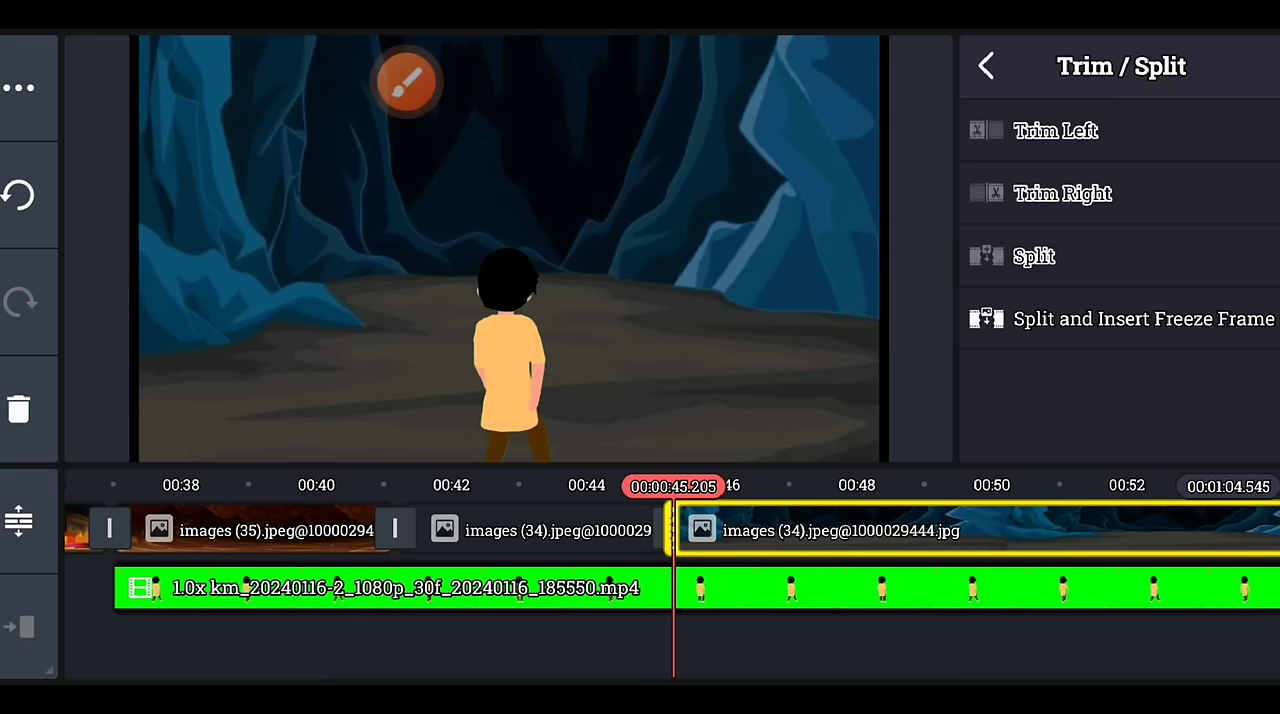 Trim / Split
Trim Left
Trim Right
Split
Split and Insert Freeze Frame
00:38
00:40
00:42
00:44
00:00:45.205
46
00:48
00:50
00:52
00:01:04.545
images (35).jpeg@10000294
images (34).jpeg@1000029
images (34).jpeg@1000029444.jpg
1.0x km_20240116-2_1080p_30f_20240116_185550.mp4